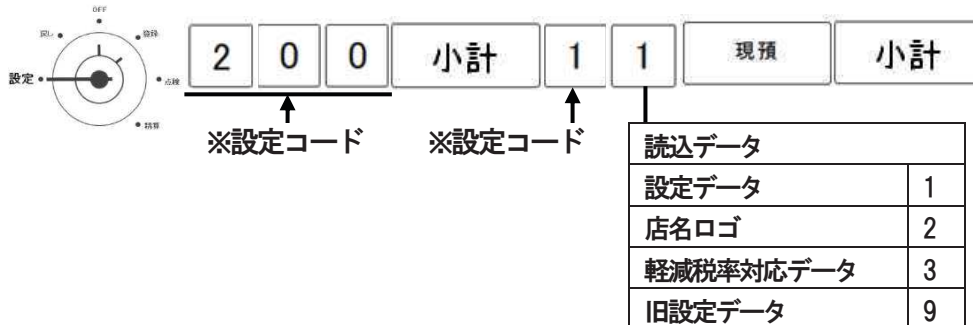 OFF
戻し
登録
設定
点検
精算
2 0 0 小計 1 1 現預 小計
※設定コード ※設定コード
読込データ
設定データ 1
店名ロゴ 2
軽減税率対応データ 3
旧設定データ 9